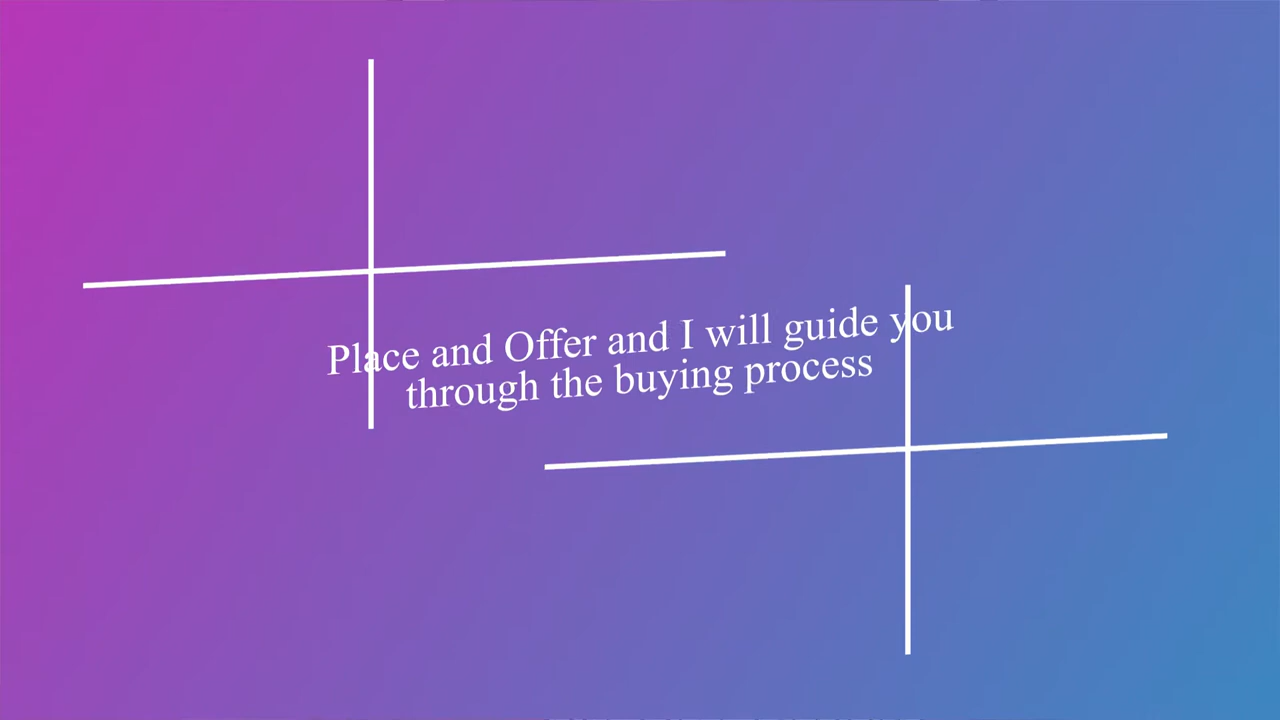 Place and Offer and I will guide you
through the buying process